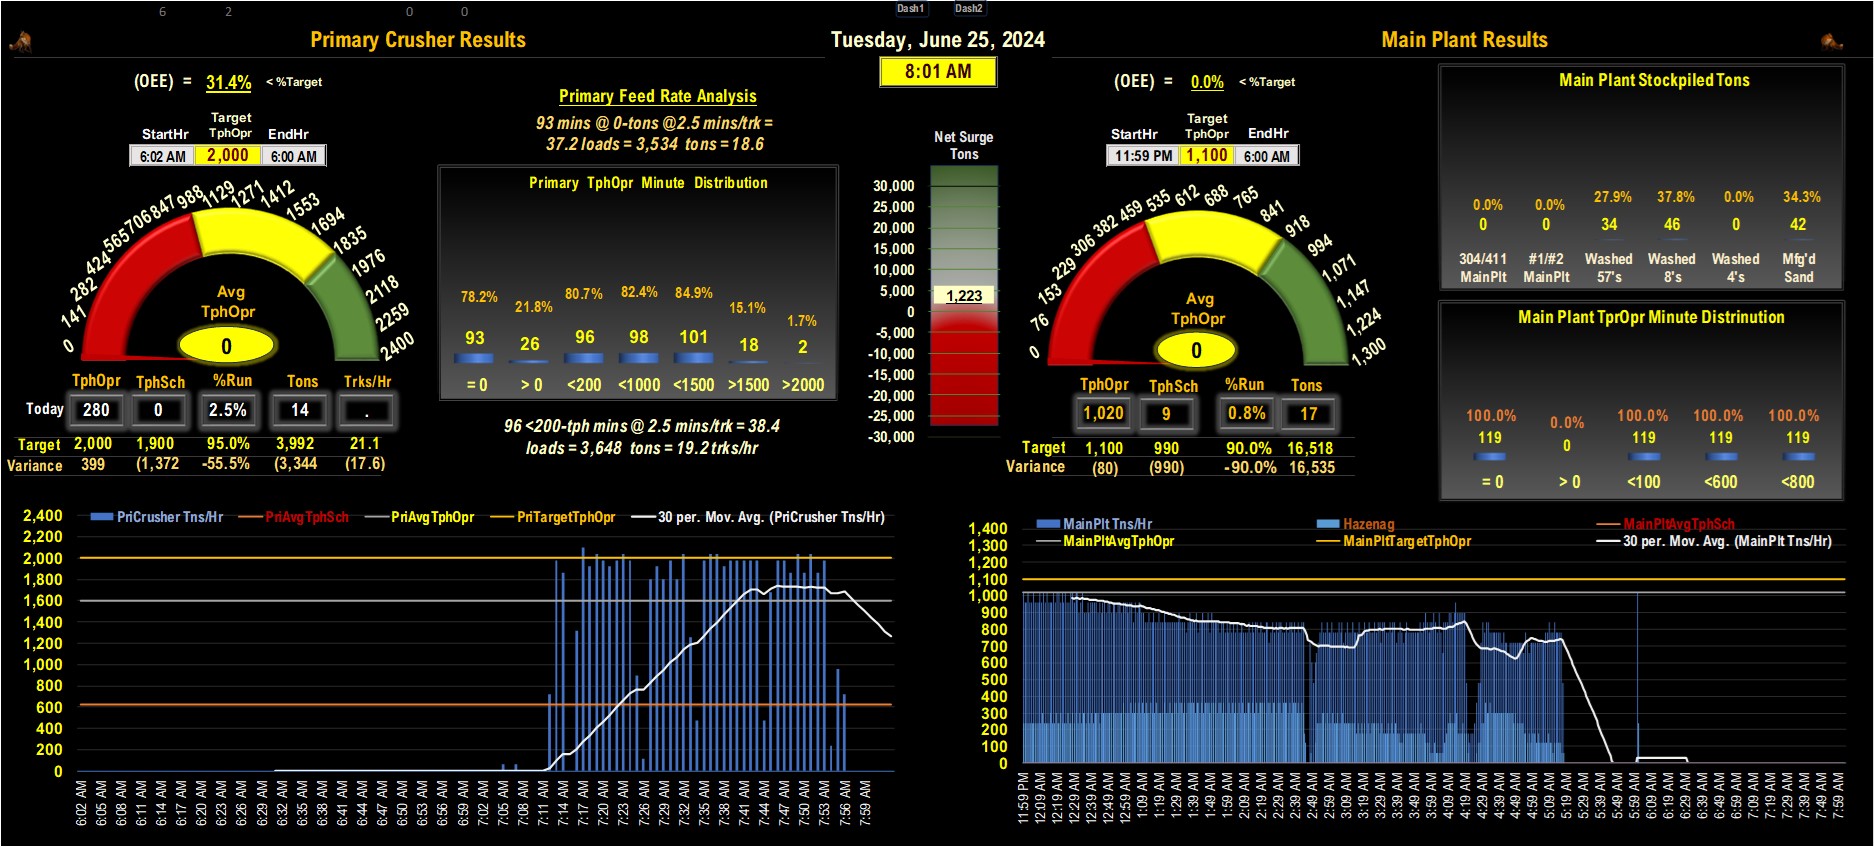 6 2 0 0 Dash1 Dash2
Primary Crusher Results
Tuesday, June 25, 2024
Main Plant Results
8:01 AM
(OEE) = 31.4% < %Target
Target
StartHr TphOpr EndHr
6:02 AM 2,000 6:00 AM
0 141 282 424 565 706 847 988 1129 1271 1412 1553 1694 1835 1976 2118 2259 2400
Avg
TphOpr
0
TphOpr TphSch %Run Tons Trks/Hr
Today 280 0 2.5% 14 .
Target 2,000 1,900 95.0% 3,992 21.1
Variance 399 (1,372 -55.5% (3,344 (17.6)
Primary Feed Rate Analysis
93 mins @ 0-tons @2.5 mins/trk =
37.2 loads = 3,534 tons = 18.6
Primary TphOpr Minute Distribution
78.2% 21.8% 80.7% 82.4% 84.9% 15.1% 1.7%
93 26 96 98 101 18 2
= 0 > 0 <200 <1000 <1500 >1500 >2000
96 <200-tph mins @ 2.5 mins/trk = 38.4
loads = 3,648 tons = 19.2 trks/hr
Net Surge
Tons
30,000
25,000
20,000
15,000
10,000
5,000
1,223
0
-5,000
-10,000
-15,000
-20,000
-25,000
-30,000
(OEE) = 0.0% < %Target
Target
StartHr TphOpr EndHr
11:59 PM 1,100 6:00 AM
0 76 153 229 306 382 459 535 612 688 765 841 918 994 1,071 1,147 1,224 1,300
Avg
TphOpr
0
TphOpr TphSch %Run Tons
1,020 9 0.8% 17
Target 1,100 990 90.0% 16,518
Variance (80) (990) -90.0% 16,535
Main Plant Stockpiled Tons
0.0% 0.0% 27.9% 37.8% 0.0% 34.3%
0 0 34 46 0 42
304/411 #1/#2 Washed Washed Washed Mfg'd
MainPlt MainPlt 57's 8's 4's Sand
Main Plant TprOpr Minute Distrinution
100.0% 0.0% 100.0% 100.0% 100.0%
119 0 119 119 119
= 0 > 0 <100 <600 <800
PriCrusher Tns/Hr PriAvgTphSch PriAvgTphOpr PriTargetTphOpr 30 per. Mov. Avg. (PriCrusher Tns/Hr)
2,400
2,200
2,000
1,800
1,600
1,400
1,200
1,000
800
600
400
200
0
6:02 AM 6:05 AM 6:08 AM 6:11 AM 6:14 AM 6:17 AM 6:20 AM 6:23 AM 6:26 AM 6:29 AM 6:32 AM 6:35 AM 6:38 AM 6:41 AM 6:44 AM 6:47 AM 6:50 AM 6:53 AM 6:56 AM 6:59 AM 7:02 AM 7:05 AM 7:08 AM 7:11 AM 7:14 AM 7:17 AM 7:20 AM 7:23 AM 7:26 AM 7:29 AM 7:32 AM 7:35 AM 7:38 AM 7:41 AM 7:44 AM 7:47 AM 7:50 AM 7:53 AM 7:56 AM 7:59 AM
MainPlt Tns/Hr Hazenag MainPltAvgTphSch
MainPltAvgTphOpr MainPltTargetTphOpr 30 per. Mov. Avg. (MainPlt Tns/Hr)
1,400
1,300
1,200
1,100
1,000
900
800
700
600
500
400
300
200
100
0
11:59 PM 12:09 AM 12:19 AM 12:29 AM 12:39 AM 12:49 AM 12:59 AM 1:09 AM 1:19 AM 1:29 AM 1:39 AM 1:49 AM 1:59 AM 2:09 AM 2:19 AM 2:29 AM 2:39 AM 2:49 AM 2:59 AM 3:09 AM 3:19 AM 3:29 AM 3:39 AM 3:49 AM 3:59 AM 4:09 AM 4:19 AM 4:29 AM 4:39 AM 4:49 AM 4:59 AM 5:09 AM 5:19 AM 5:29 AM 5:39 AM 5:49 AM 5:59 AM 6:09 AM 6:19 AM 6:29 AM 6:39 AM 6:49 AM 6:59 AM 7:09 AM 7:19 AM 7:29 AM 7:39 AM 7:49 AM 7:59 AM